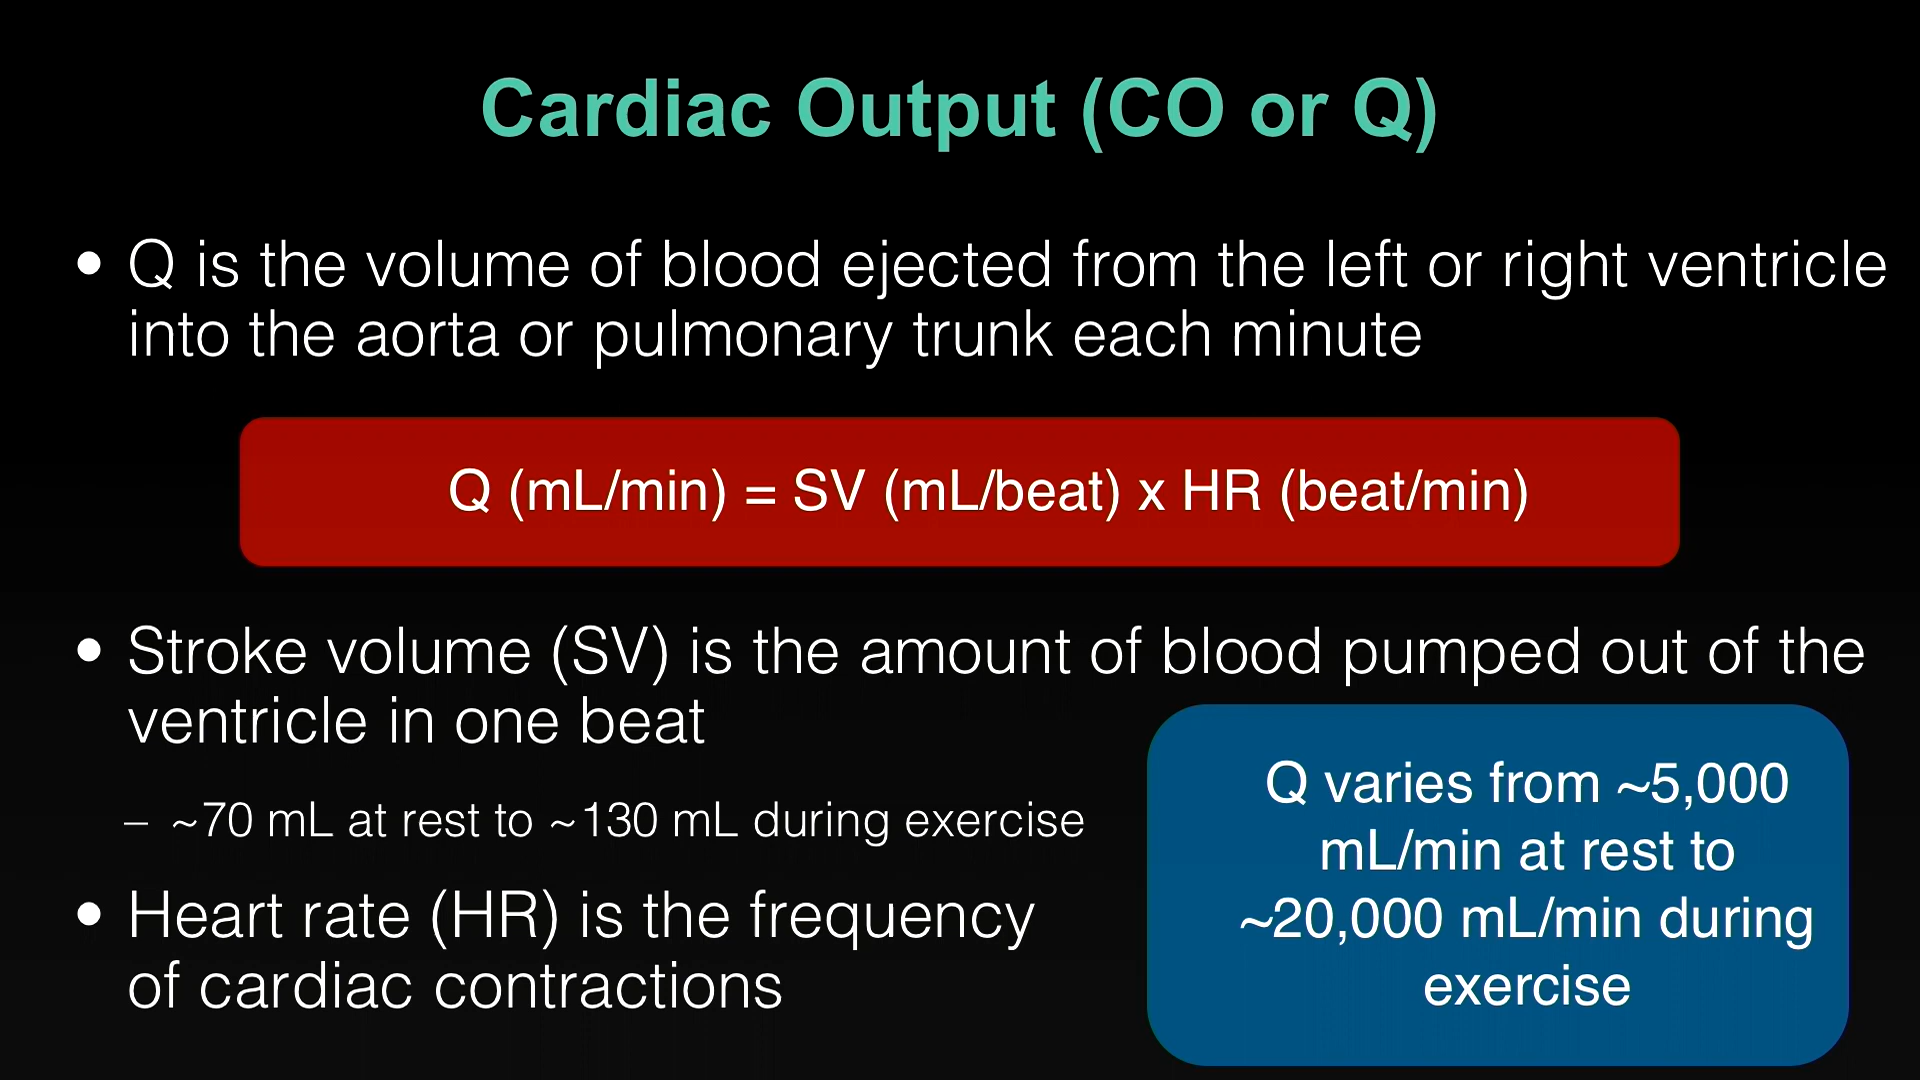 Cardiac Output (CO or Q)
• Q is the volume of blood ejected from the left or right ventricle
into the aorta or pulmonary trunk each minute
Q (mL/min) = SV (mL/beat) x HR (beat/min)
• Stroke volume (SV) is the amount of blood pumped out of the
ventricle in one beat
– ~70 mL at rest to ~130 mL during exercise
• Heart rate (HR) is the frequency
of cardiac contractions
Q varies from ~5,000
mL/min at rest to
~20,000 mL/min during
exercise